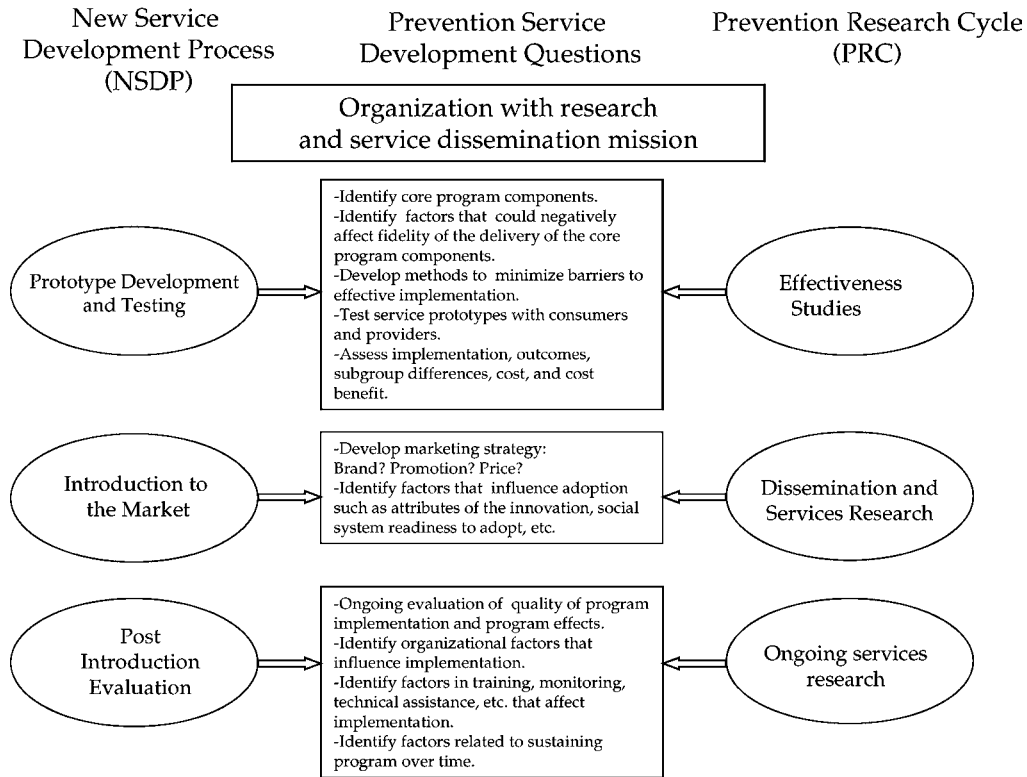 New Service
Development Process
(NSDP)
Prevention Service
Development Questions
Prevention Research Cycle
(PRC)
Organization with research
and service dissemination mission
Prototype Development
and Testing
-Identify core program components.
-Identify factors that could negatively
affect fidelity of the delivery of the core
program components.
-Develop methods to minimize barriers to
effective implementation.
-Test service prototypes with consumers
and providers.
-Assess implementation, outcomes,
subgroup differences, cost, and cost
benefit.
Effectiveness
Studies
Introduction to
the Market
-Develop marketing strategy:
Brand? Promotion? Price?
-Identify factors that influence adoption
such as attributes of the innovation, social
system readiness to adopt, etc.
Dissemination and
Services Research
Post
Introduction
Evaluation
-Ongoing evaluation of quality of program
implementation and program effects.
-Identify organizational factors that
influence implementation.
-Identify factors in training, monitoring,
technical assistance, etc. that affect
implementation.
-Identify factors related to sustaining
program over time.
Ongoing services
research